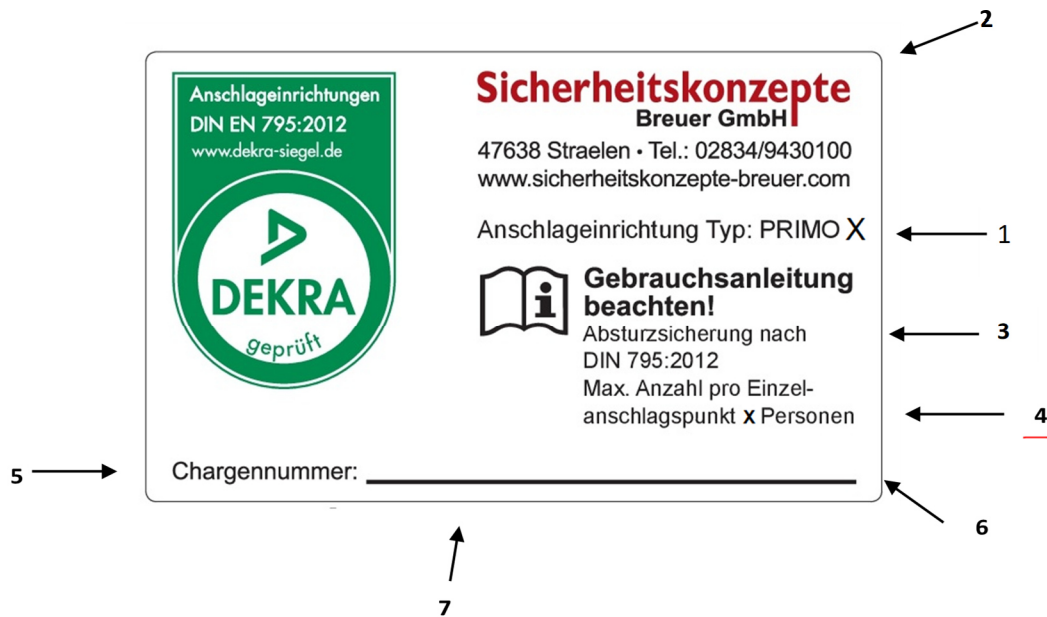 2
Anschlageinrichtungen
DIN EN 795:2012
www.dekra-siegel.de
DEKRA
geprüft
Sicherheitskonzepte
Breuer GmbH
47638 Straelen • Tel.: 02834/9430100
www.sicherheitskonzepte-breuer.com
Anschlageinrichtung Typ: PRIMO X
1
Gebrauchsanleitung
beachten!
Absturzsicherung nach
3
DIN 795:2012
Max. Anzahl pro Einzel-
anschlagspunkt x Personen
4
5
Chargennummer:
6
7